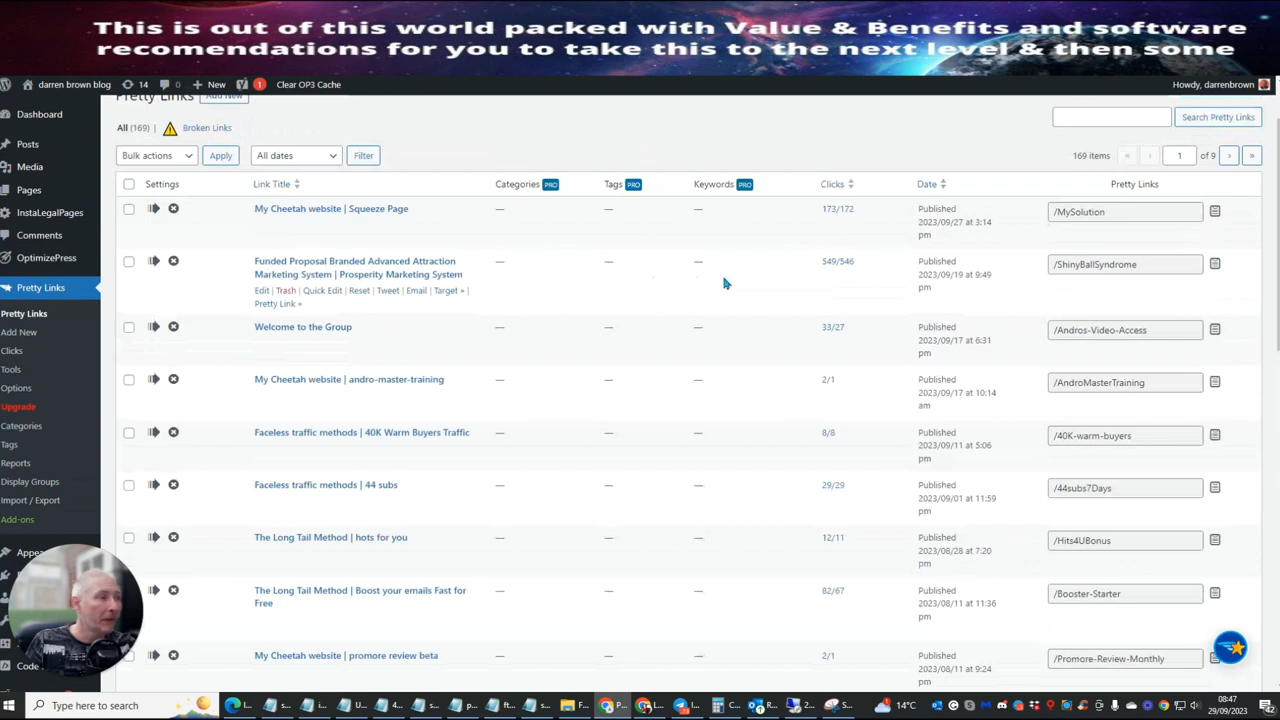 This is out of this world packed with Value & Benefits and software
recomendations for you to take this to the next level & then some
darren brown blog
14
0
New
1
Clear OP3 Cache
Howdy, darrenbrown
Dashboard
Posts
Media
Pages
InstaLegalPages
Comments
OptimizePress
Pretty Links
Pretty Links
Add New
Clicks
Tools
Options
Upgrade
Categories
Tags
Reports
Display Groups
Import / Export
Add-ons
Appea
Code
Pretty Links
Add New
All (169) |
Broken Links
Search Pretty Links
Bulk actions
Apply
All dates
Filter
169 items
«
‹
1
of 9
›
»
Settings
Link Title
Categories PRO
Tags PRO
Keywords PRO
Clicks
Date
Pretty Links
My Cheetah website | Squeeze Page
—
—
—
173/172
Published
2023/09/27 at 3:14
pm
/MySolution
Funded Proposal Branded Advanced Attraction
Marketing System | Prosperity Marketing System
Edit | Trash | Quick Edit | Reset | Tweet | Email | Target » |
Pretty Link »
—
—
—
549/546
Published
2023/09/19 at 9:49
pm
/ShinyBallSyndrome
Welcome to the Group
—
—
—
33/27
Published
2023/09/17 at 6:31
pm
/Andros-Video-Access
My Cheetah website | andro-master-training
—
—
—
2/1
Published
2023/09/17 at 10:14
am
/AndroMasterTraining
Faceless traffic methods | 40K Warm Buyers Traffic
—
—
—
8/8
Published
2023/09/11 at 5:06
pm
/40K-warm-buyers
Faceless traffic methods | 44 subs
—
—
—
29/29
Published
2023/09/01 at 11:59
pm
/44subs7Days
The Long Tail Method | hots for you
—
—
—
12/11
Published
2023/08/28 at 7:20
pm
/Hits4UBonus
The Long Tail Method | Boost your emails Fast for
Free
—
—
—
82/67
Published
2023/08/11 at 11:36
pm
/Booster-Starter
My Cheetah website | promore review beta
—
—
—
2/1
Published
2023/08/11 at 9:24
pm
/Promore-Review-Monthly
Type here to search
14°C
08:47
29/09/2023